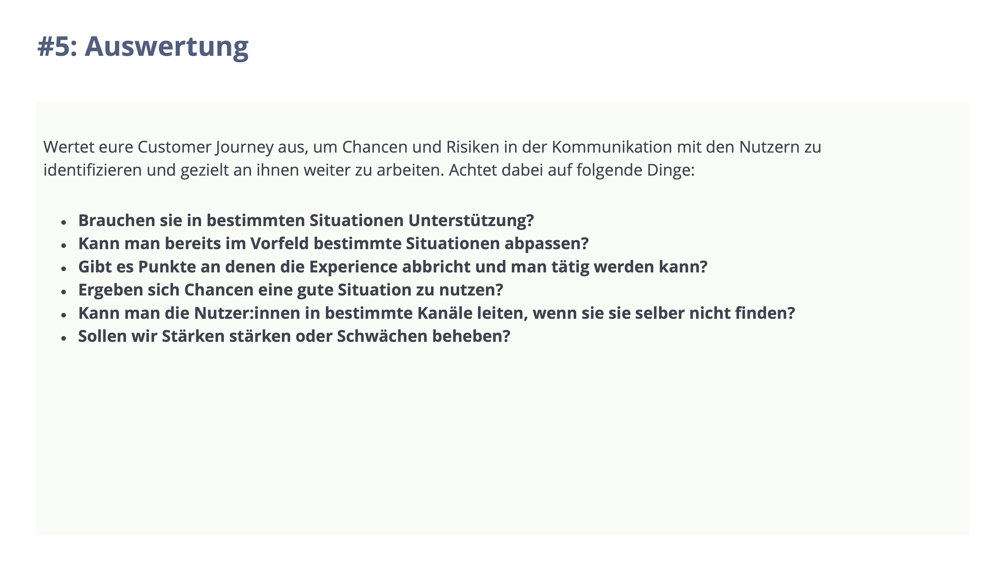 #5: Auswertung
Wertet eure Customer Journey aus, um Chancen und Risiken in der Kommunikation mit den Nutzern zu
identifizieren und gezielt an ihnen weiter zu arbeiten. Achtet dabei auf folgende Dinge:
• Brauchen sie in bestimmten Situationen Unterstützung?
• Kann man bereits im Vorfeld bestimmte Situationen abpassen?
• Gibt es Punkte an denen die Experience abbricht und man tätig werden kann?
• Ergeben sich Chancen eine gute Situation zu nutzen?
• Kann man die Nutzer:innen in bestimmte Kanäle leiten, wenn sie sie selber nicht finden?
• Sollen wir Stärken stärken oder Schwächen beheben?